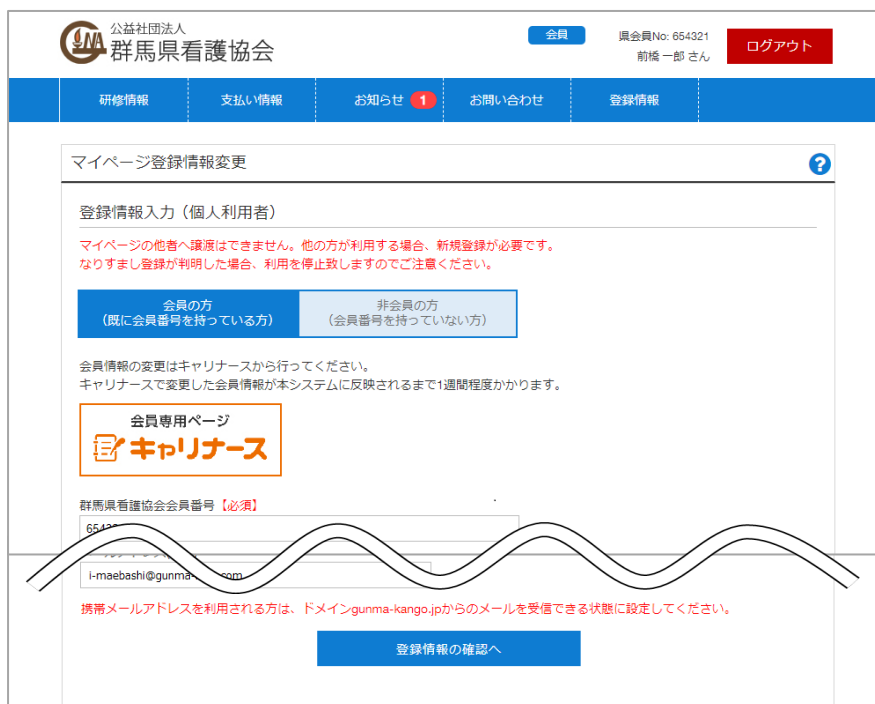 公益社団法人
群馬県看護協会
会員
県会員No: 654321
前橋 一郎 さん
ログアウト
研修情報
支払い情報
お知らせ 1
お問い合わせ
登録情報
マイページ登録情報変更
?
登録情報入力（個人利用者）
マイページの他者へ譲渡はできません。他の方が利用する場合、新規登録が必要です。
なりすまし登録が判明した場合、利用を停止致しますのでご注意ください。
会員の方
（既に会員番号を持っている方）
非会員の方
（会員番号を持っていない方）
会員情報の変更はキャリナースから行ってください。
キャリナースで変更した会員情報が本システムに反映されるまで1週間程度かかります。
会員専用ページ
キャリナース
群馬県看護協会会員番号【必須】
i-maebashi@gunma-
.com
携帯メールアドレスを利用される方は、ドメインgunma-kango.jpからのメールを受信できる状態に設定してください。
登録情報の確認へ